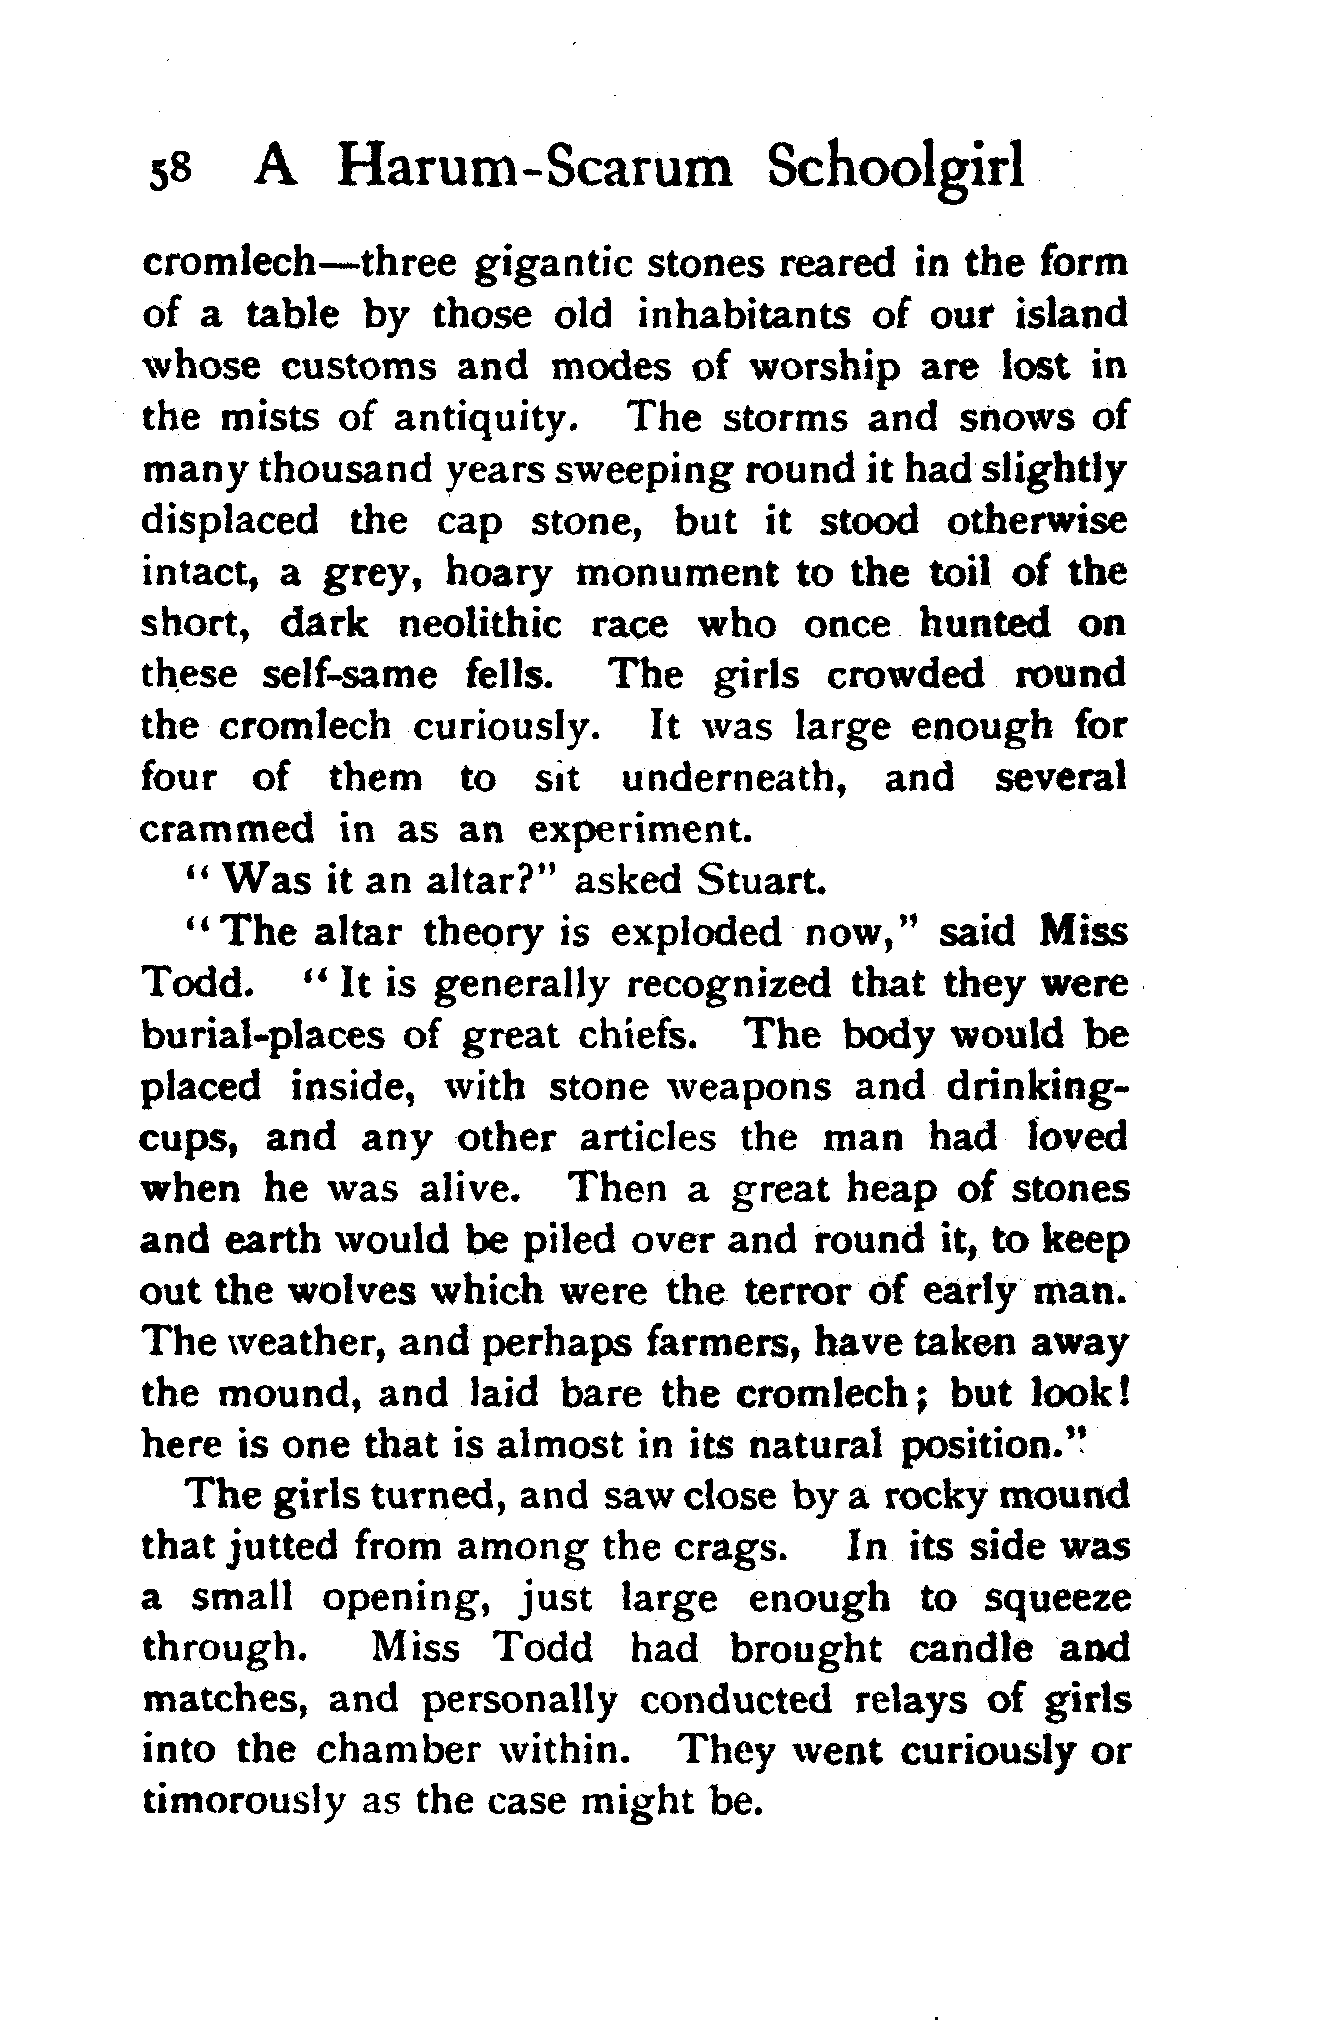 58 A Harum-Scarum Schoolgirl
cromlech—three gigantic stones reared in the form
of a table by those old inhabitants of our island
whose customs and modes of worship are lost in
the mists of antiquity. The storms and snows of
many thousand years sweeping round it had slightly
displaced the cap stone, but it stood otherwise
intact, a grey, hoary monument to the toil of the
short, dark neolithic race who once hunted on
these self-same fells. The girls crowded round
the cromlech curiously. It was large enough for
four of them to sit underneath, and several
crammed in as an experiment.
"Was it an altar?" asked Stuart.
"The altar theory is exploded now," said Miss
Todd. "It is generally recognized that they were
burial-places of great chiefs. The body would be
placed inside, with stone weapons and drinking-
cups, and any other articles the man had loved
when he was alive. Then a great heap of stones
and earth would be piled over and round it, to keep
out the wolves which were the terror of early man.
The weather, and perhaps farmers, have taken away
the mound, and laid bare the cromlech; but look!
here is one that is almost in its natural position."
The girls turned, and saw close by a rocky mound
that jutted from among the crags. In its side was
a small opening, just large enough to squeeze
through. Miss Todd had brought candle and
matches, and personally conducted relays of girls
into the chamber within. They went curiously or
timorously as the case might be.